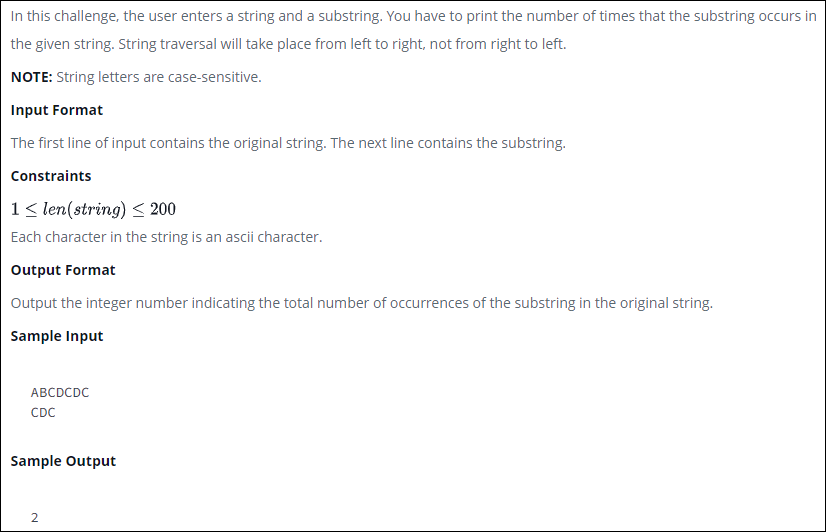 In this challenge, the user enters a string and a substring. You have to print the number of times that the substring occurs in
the given string. String traversal will take place from left to right, not from right to left.
NOTE: String letters are case-sensitive.
Input Format
The first line of input contains the original string. The next line contains the substring.
Constraints
1 ≤ len(string) ≤ 200
Each character in the string is an ascii character.
Output Format
Output the integer number indicating the total number of occurrences of the substring in the original string.
Sample Input
ABCDCDC
CDC
Sample Output
2